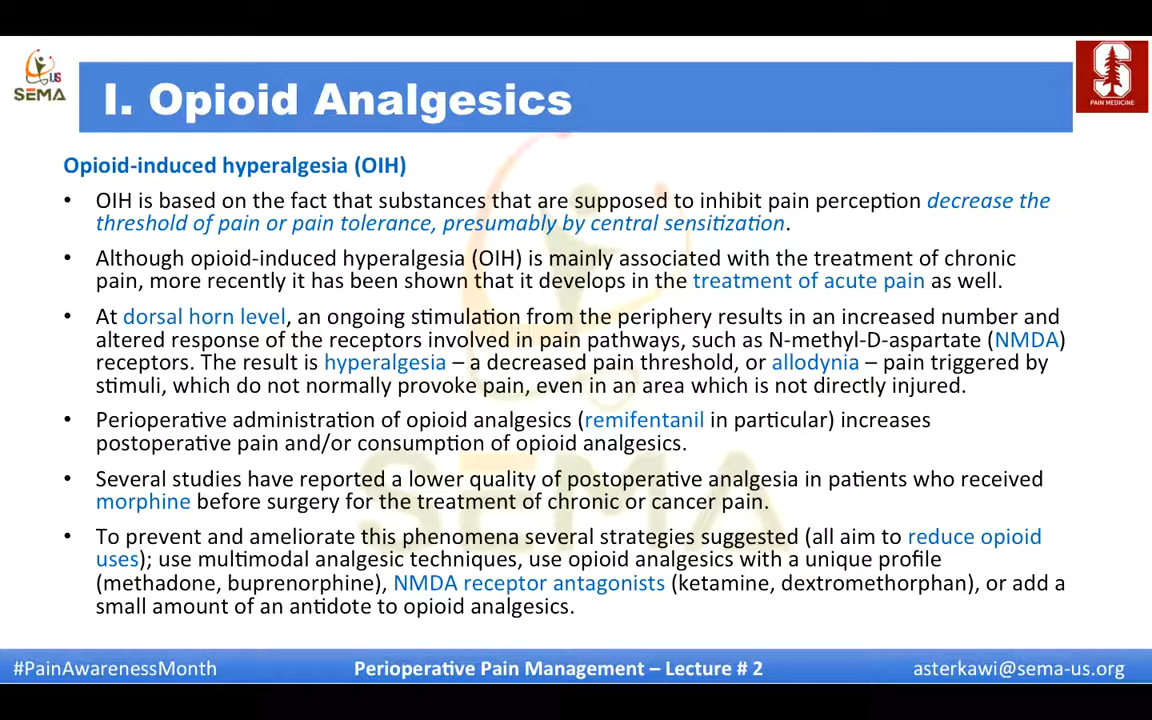 US
SEMA
I. Opioid Analgesics
S
PAIN MEDICINE
Opioid-induced hyperalgesia (OIH)
• OIH is based on the fact that substances that are supposed to inhibit pain perception decrease the
threshold of pain or pain tolerance, presumably by central sensitization.
• Although opioid-induced hyperalgesia (OIH) is mainly associated with the treatment of chronic
pain, more recently it has been shown that it develops in the treatment of acute pain as well.
• At dorsal horn level, an ongoing stimulation from the periphery results in an increased number and
altered response of the receptors involved in pain pathways, such as N-methyl-D-aspartate (NMDA)
receptors. The result is hyperalgesia – a decreased pain threshold, or allodynia – pain triggered by
stimuli, which do not normally provoke pain, even in an area which is not directly injured.
• Perioperative administration of opioid analgesics (remifentanil in particular) increases
postoperative pain and/or consumption of opioid analgesics.
• Several studies have reported a lower quality of postoperative analgesia in patients who received
morphine before surgery for the treatment of chronic or cancer pain.
• To prevent and ameliorate this phenomena several strategies suggested (all aim to reduce opioid
uses); use multimodal analgesic techniques, use opioid analgesics with a unique profile
(methadone, buprenorphine), NMDA receptor antagonists (ketamine, dextromethorphan), or add a
small amount of an antidote to opioid analgesics.
SEMA
#PainAwarenessMonth
Perioperative Pain Management – Lecture # 2
asterkawi@sema-us.org